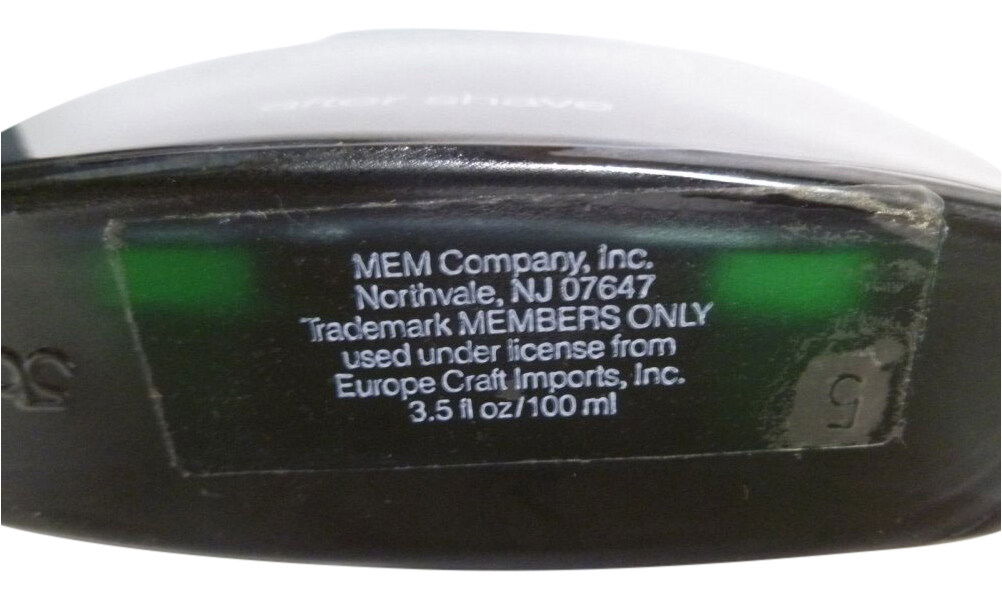 after shave
MEM Company, Inc.
Northvale, NJ 07647
Trademark MEMBERS ONLY
used under license from
Europe Craft Imports, Inc.
3.5 fl oz/100 ml
5